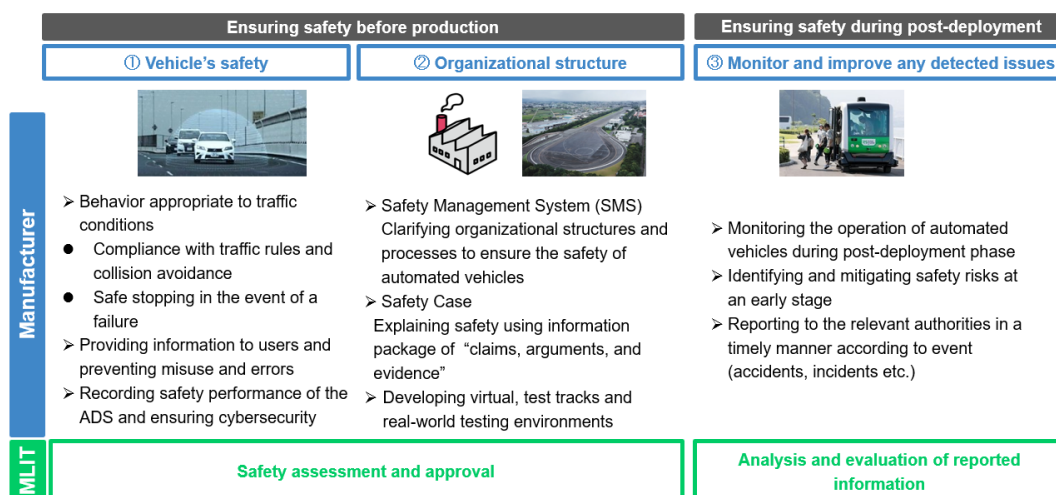 Ensuring safety before production
Ensuring safety during post-deployment
① Vehicle's safety
② Organizational structure
③ Monitor and improve any detected issues
Manufacturer
➢ Behavior appropriate to traffic
conditions
● Compliance with traffic rules and
collision avoidance
● Safe stopping in the event of a
failure
➢ Providing information to users and
preventing misuse and errors
➢ Recording safety performance of the
ADS and ensuring cybersecurity
➢ Safety Management System (SMS)
Clarifying organizational structures and
processes to ensure the safety of
automated vehicles
➢ Safety Case
Explaining safety using information
package of “claims, arguments, and
evidence”
➢ Developing virtual, test tracks and
real-world testing environments
➢ Monitoring the operation of automated
vehicles during post-deployment phase
➢ Identifying and mitigating safety risks at
an early stage
➢ Reporting to the relevant authorities in a
timely manner according to event
(accidents, incidents etc.)
MLIT
Safety assessment and approval
Analysis and evaluation of reported
information